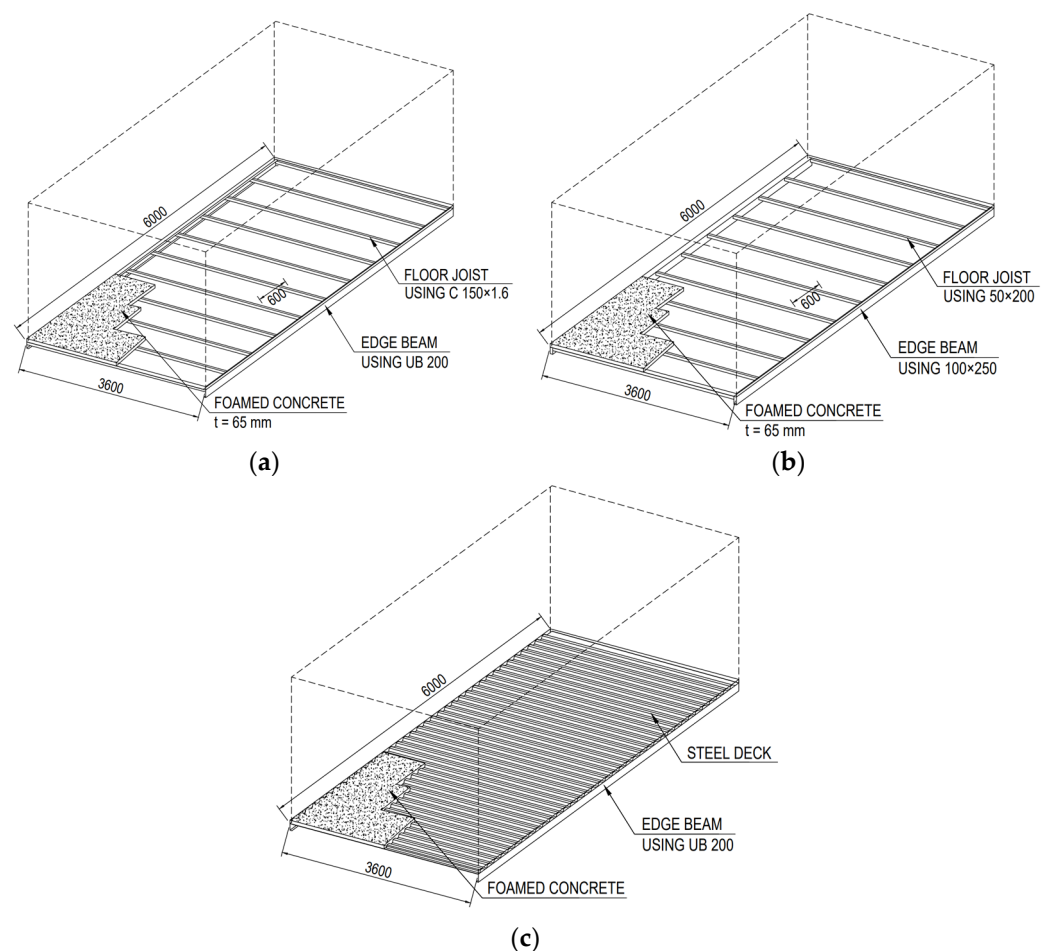 6000
600
FLOOR JOIST
USING C 150×1.6
EDGE BEAM
USING UB 200
3600
FOAMED CONCRETE
t = 65 mm
(a)
6000
600
FLOOR JOIST
USING 50×200
EDGE BEAM
USING 100×250
3600
FOAMED CONCRETE
t = 65 mm
(b)
6000
STEEL DECK
EDGE BEAM
USING UB 200
3600
FOAMED CONCRETE
(c)